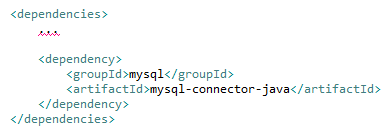 <dependencies>
...
<dependency>
<groupId>mysql</groupId>
<artifactId>mysql-connector-java</artifactId>
</dependency>
</dependencies>